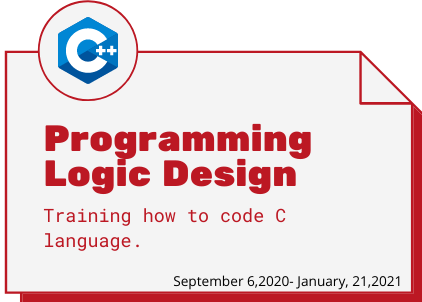 C++
Programming
Logic Design
Training how to code C
language.
September 6,2020- January, 21,2021